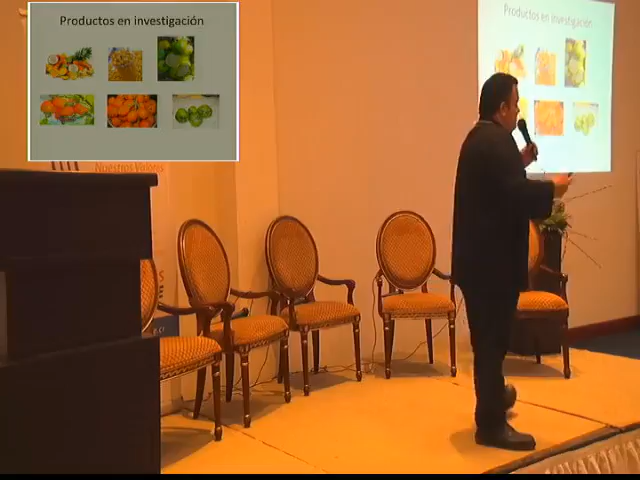 Productos en investigación
Productos en investigación
Nuestros Valores